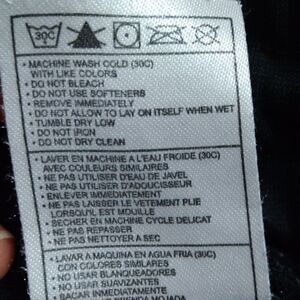 30C
• MACHINE WASH COLD (30C)
WITH LIKE COLORS
• DO NOT BLEACH
• DO NOT USE SOFTENERS
• REMOVE IMMEDIATELY
• DO NOT ALLOW TO LAY ON ITSELF WHEN WET
• TUMBLE DRY LOW
• DO NOT IRON
• DO NOT DRY CLEAN
• LAVER EN MACHINE A L'EAU FROIDE (30C)
AVEC COULEURS SIMILAIRES
• NE PAS UTILISER D'EAU DE JAVEL
• NE PAS UTILISER D'ADOUCISSEUR
• ENLEVER IMMEDIATEMENT
• NE PAS LAISSER LE VETEMENT PLIE
LORSQU'IL EST MOUILLE
• SECHER EN MACHINE CYCLE DELICAT
• NE PAS REPASSER
• NE PAS NETTOYER A SEC
• LAVAR A MAQUINA EN AGUA FRIA (30C)
CON COLORES SIMILARES
• NO USAR BLANQUEADORES
• NO USAR SUAVIZANTES
• SACAR INMEDIATAMENTE
PRENDA MOJADA